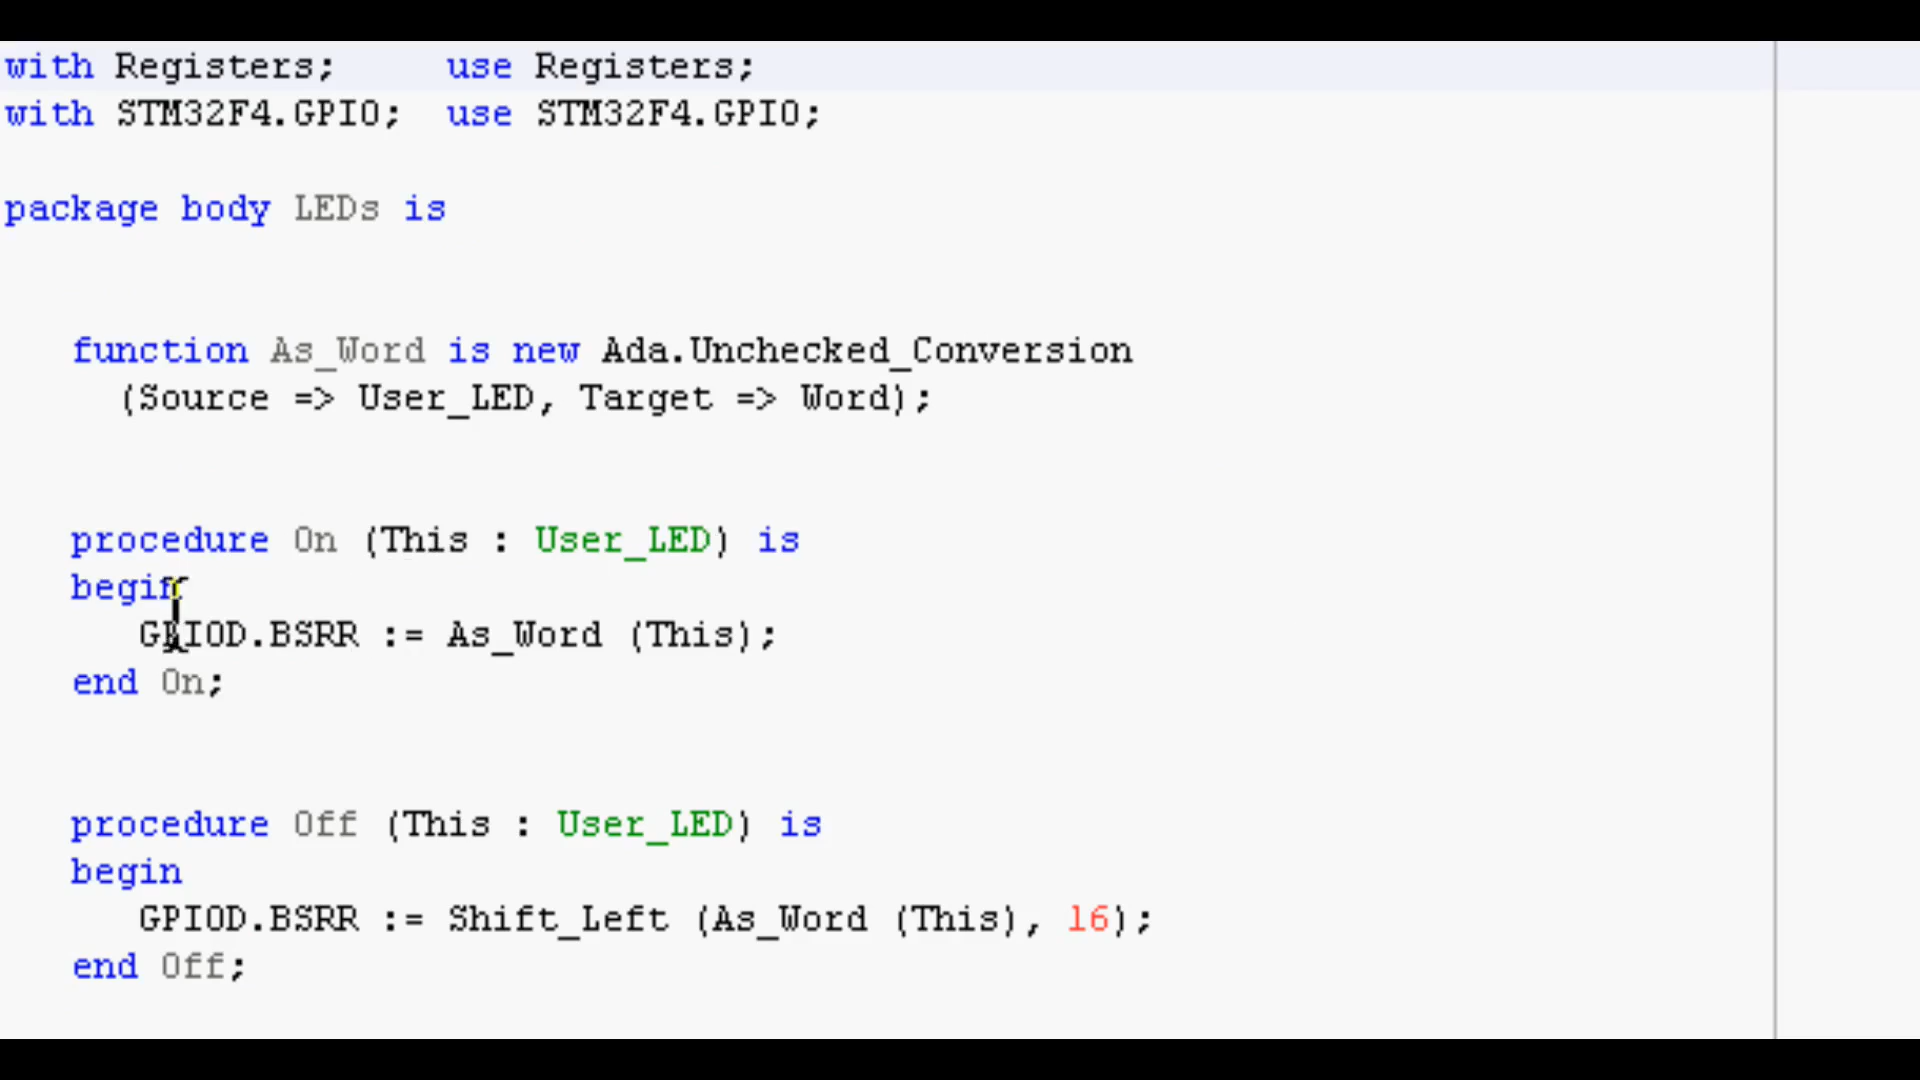 with Registers;     use Registers;
with STM32F4.GPIO;  use STM32F4.GPIO;
package body LEDs is
function As_Word is new Ada.Unchecked_Conversion
(Source => User_LED, Target => Word);
procedure On (This : User_LED) is
begin
GPIOD.BSRR := As_Word (This);
end On;
procedure Off (This : User_LED) is
begin
GPIOD.BSRR := Shift_Left (As_Word (This), 16);
end Off;